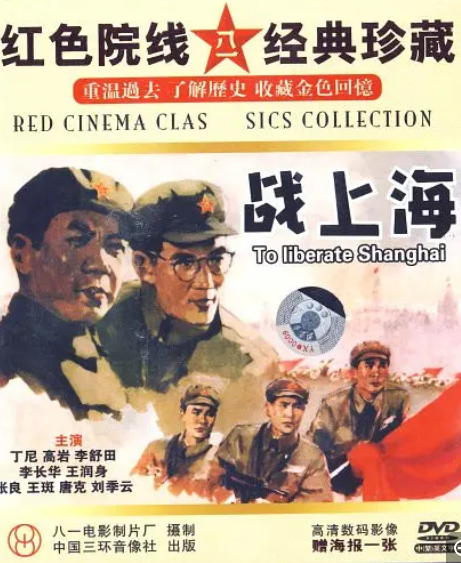 红色院线 八一 经典珍藏
重温過去 了解歷史 收藏金色回憶
RED CINEMA CLAS SICS COLLECTION
战上海
To liberate Shanghai
主演
丁尼 高岩 李舒田
李长华 王润身
张良 王斑 唐克 刘季云
八一电影制片厂 摄制
中国三环音像社 出版
高清数码影像
赠海报一张
DVD